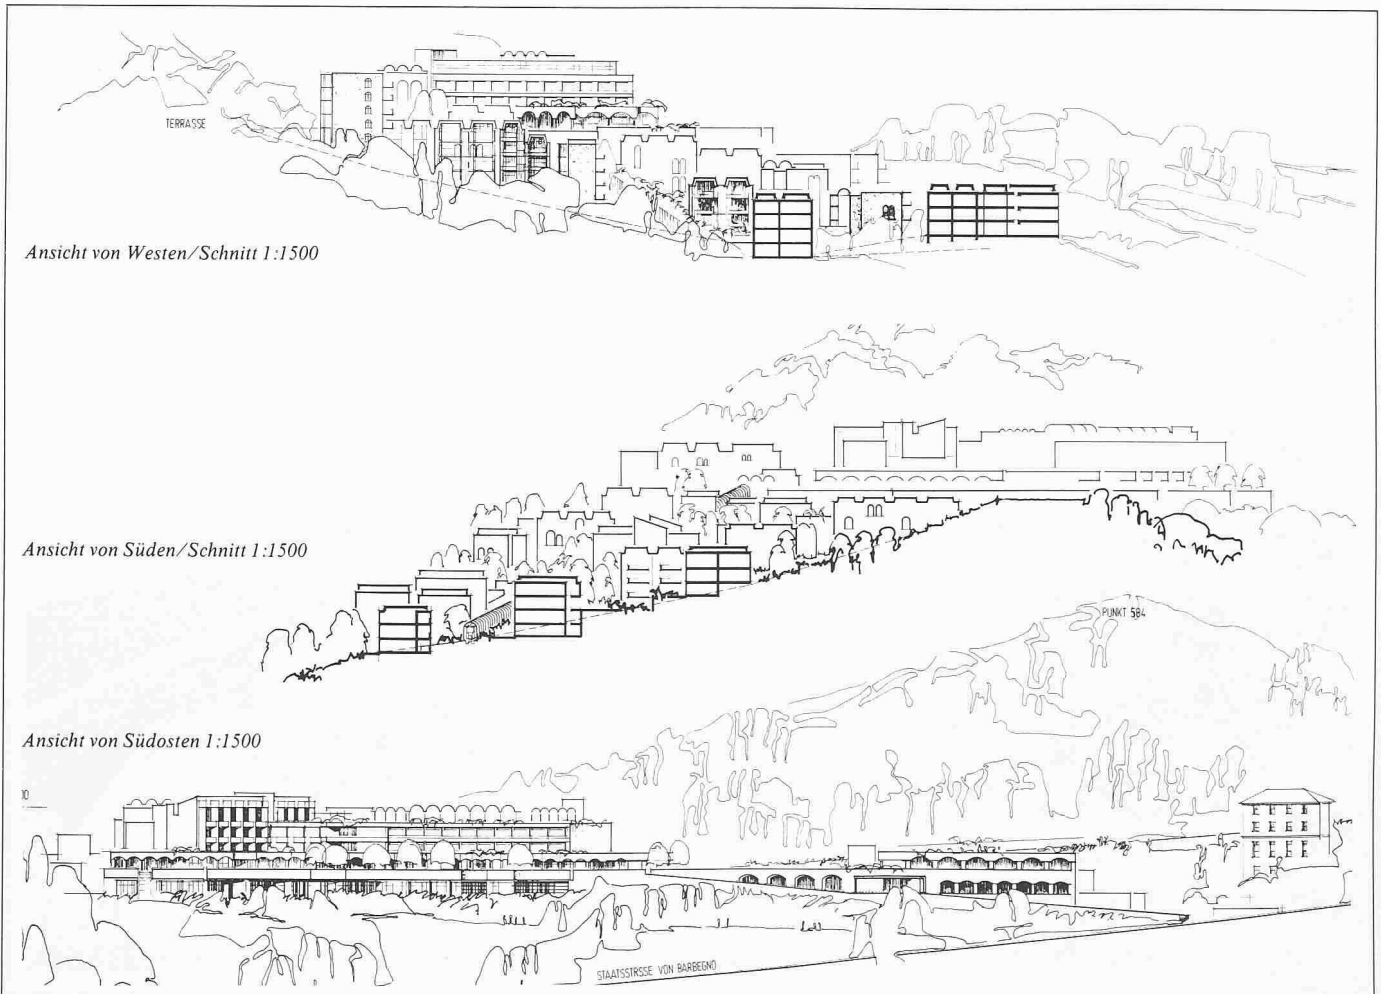 TERRASSE
Ansicht von Westen/Schnitt 1:1500
Ansicht von Süden/Schnitt 1:1500
PUNKT 584
Ansicht von Südosten 1:1500
STAATSSTRSSE VON BARBEGNO